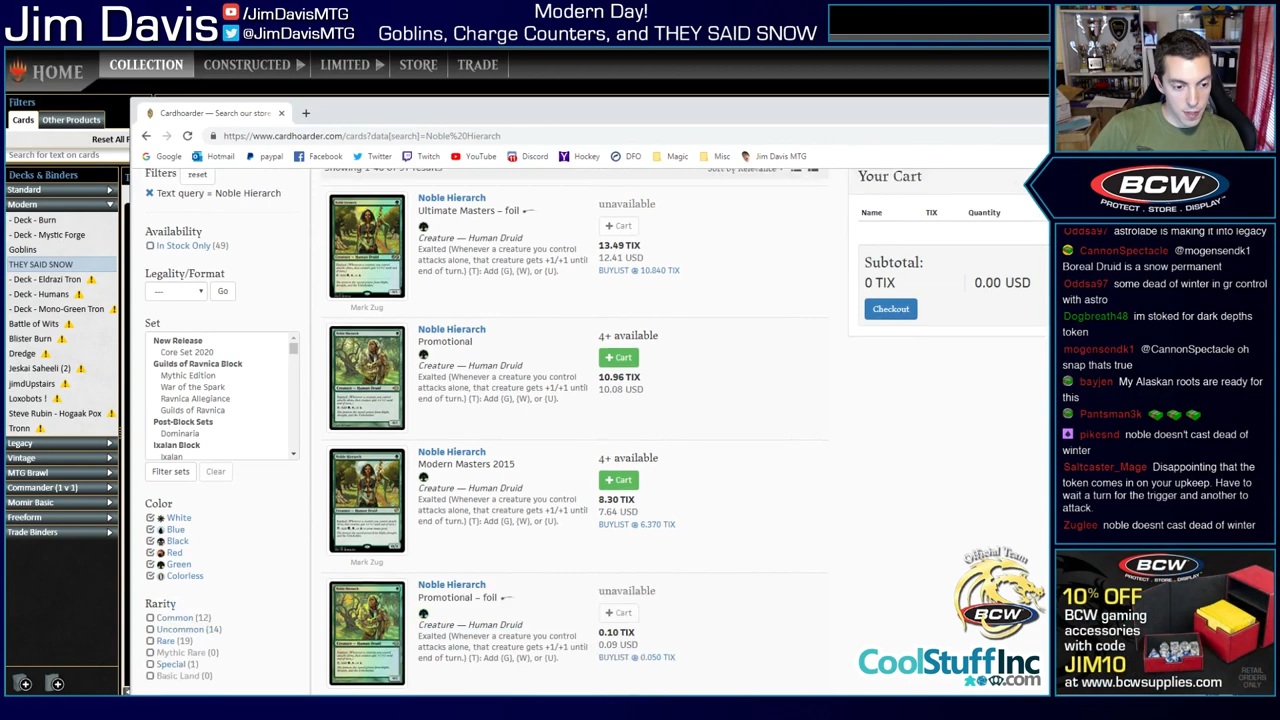 Jim Davis
/JimDavisMTG
@JimDavisMTG
Modern Day!
Goblins, Charge Counters, and THEY SAID SNOW
HOME
COLLECTION
CONSTRUCTED
LIMITED
STORE
TRADE
Filters
Cards
Other Products
Reset All F
Search for text on cards
Decks & Binders
Standard
Modern
- Deck - Burn
- Deck - Mystic Forge
Goblins
THEY SAID SNOW
- Deck - Eldrazi Tron
- Deck - Humans
- Deck - Mono-Green Tron
Battle of Wits
Blister Burn
Dredge
Jeskai Saheeli (2)
jimdUpstairs
Loxobots !
Steve Rubin - Hogaak Pox
Tronn
Legacy
Vintage
MTG Brawl
Commander (1 v 1)
Momir Basic
Freeform
Trade Binders
Cardhoarder — Search our store
https://www.cardhoarder.com/cards?data[search]=Noble%20Hierarch
Google
Hotmail
paypal
Facebook
Twitter
Twitch
YouTube
Discord
Hockey
DFO
Magic
Misc
Jim Davis MTG
Filters
reset
Text query = Noble Hierarch
Availability
In Stock Only (49)
Legality/Format
---
Go
Set
New Release
Core Set 2020
Guilds of Ravnica Block
Mythic Edition
War of the Spark
Ravnica Allegiance
Guilds of Ravnica
Post-Block Sets
Dominaria
Ixalan Block
Ixalan
Filter sets
Clear
Color
White
Blue
Black
Red
Green
Colorless
Rarity
Common (12)
Uncommon (14)
Rare (19)
Mythic Rare (0)
Special (1)
Basic Land (0)
Sort by Relevance
Noble Hierarch
Ultimate Masters – foil
Creature — Human Druid
Exalted (Whenever a creature you control
attacks alone, that creature gets +1/+1 until
end of turn.) {T}: Add {G}, {W}, or {U}.
unavailable
+ Cart
13.49 TIX
12.41 USD
BUYLIST @ 10.840 TIX
Mark Zug
Noble Hierarch
Promotional
Creature — Human Druid
Exalted (Whenever a creature you control
attacks alone, that creature gets +1/+1 until
end of turn.) {T}: Add {G}, {W}, or {U}.
4+ available
+ Cart
10.96 TIX
10.08 USD
Noble Hierarch
Modern Masters 2015
Creature — Human Druid
Exalted (Whenever a creature you control
attacks alone, that creature gets +1/+1 until
end of turn.) {T}: Add {G}, {W}, or {U}.
4+ available
+ Cart
8.30 TIX
7.64 USD
BUYLIST @ 6.370 TIX
Mark Zug
Noble Hierarch
Promotional – foil
Creature — Human Druid
Exalted (Whenever a creature you control
attacks alone, that creature gets +1/+1 until
end of turn.) {T}: Add {G}, {W}, or {U}.
unavailable
+ Cart
0.10 TIX
0.09 USD
BUYLIST @ 0.050 TIX
Your Cart
Name
TIX
Quantity
Subtotal:
0 TIX
0.00 USD
Checkout
Official Team
BCW
CoolStuffInc
.com
BCW
PROTECT . STORE . DISPLAY
Oddsa97 astrolabe is making it into legacy
CannonSpectacle @mogensendk1
Boreal Druid is a snow permanent
Oddsa97 some dead of winter in gr control
with astro
Dogbreath48 im stoked for dark depths
token
mogensendk1 @CannonSpectacle oh
snap thats true
bayjen My Alaskan roots are ready for
this
Pantsman3k
pikesnd noble doesn't cast dead of
winter
Saltcaster_Mage Disappointing that the
token comes in on your upkeep. Have to
wait a turn for the trigger and another to
attack.
Zuglee noble doesnt cast dead of winter
BCW
PROTECT . STORE . DISPLAY
10% OFF
BCW gaming
accessories
with code
JIM10
at www.bcwsupplies.com
RETAIL
ORDERS
ONLY